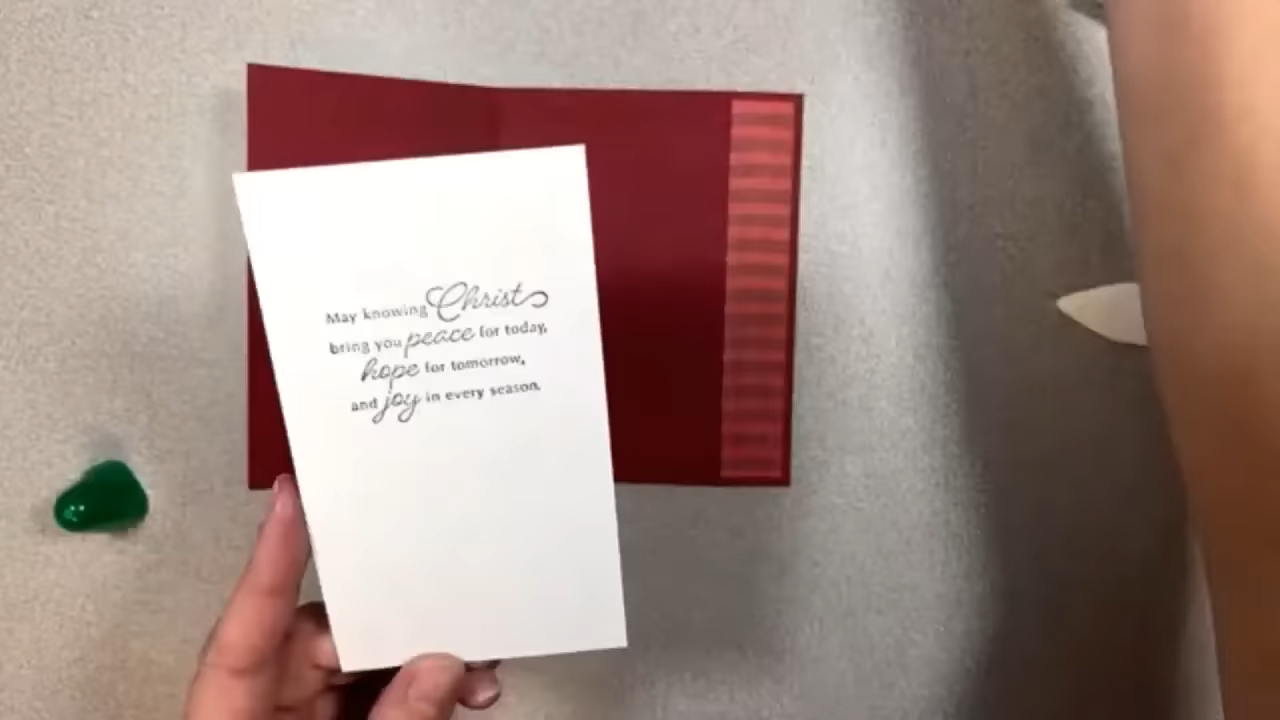 May knowing Christ
bring you peace for today,
hope for tomorrow,
and joy in every season.